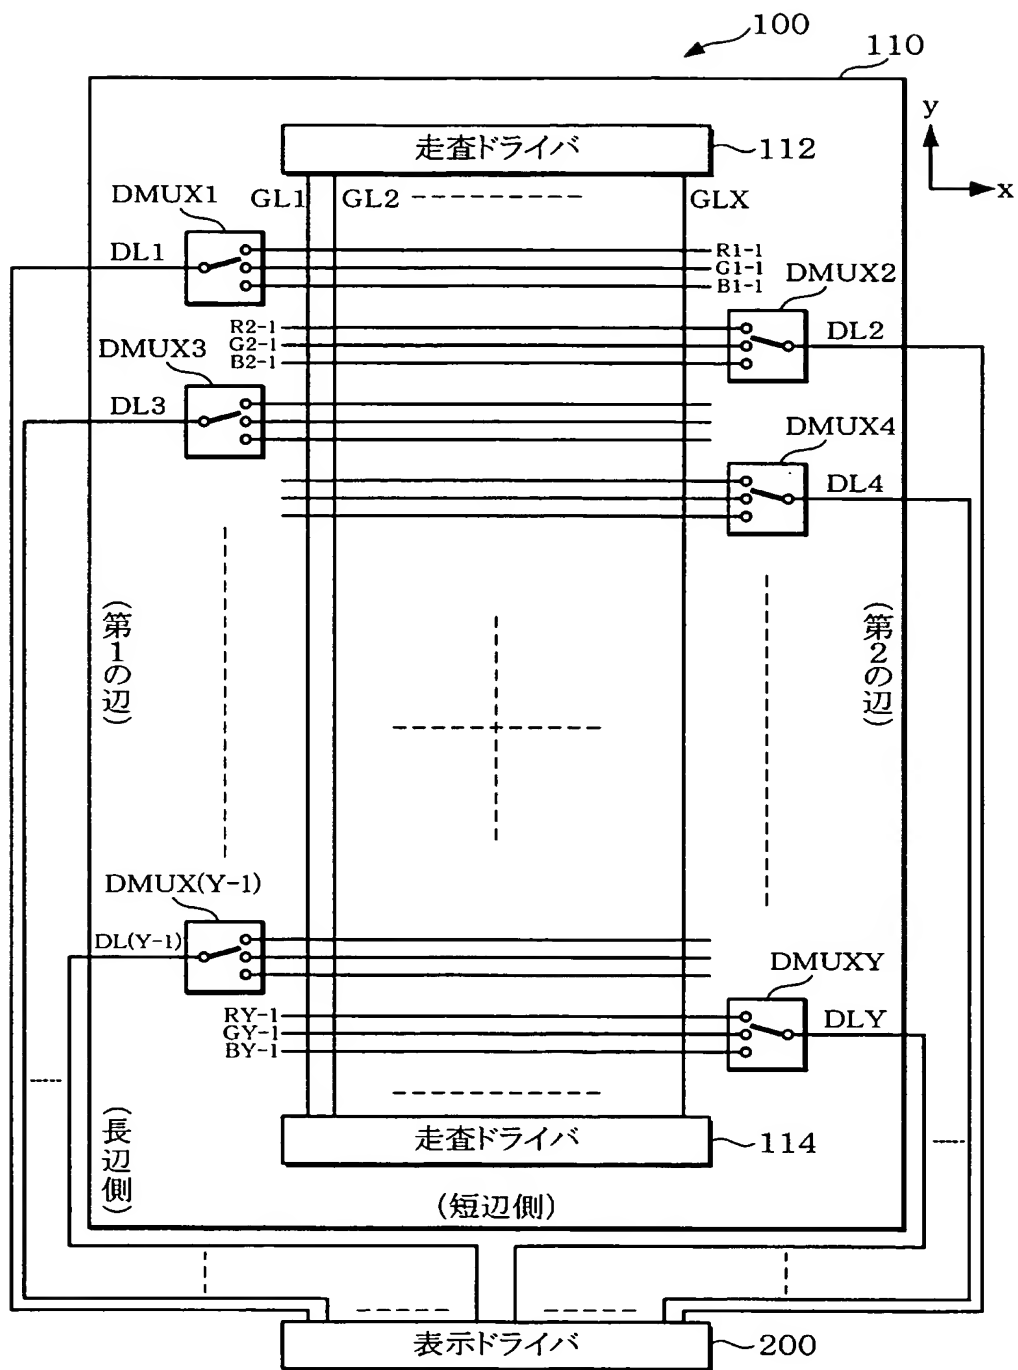 100
110
y
x
走査ドライバ
112
GL1
GL2
GLX
DMUX1
DL1
R1-1
G1-1
B1-1
DMUX2
DL2
R2-1
G2-1
B2-1
DMUX3
DL3
DMUX4
DL4
(第1の辺)
(第2の辺)
DMUX(Y-1)
DL(Y-1)
DMUXY
DLY
RY-1
GY-1
BY-1
(長辺側)
走査ドライバ
114
(短辺側)
表示ドライバ
200